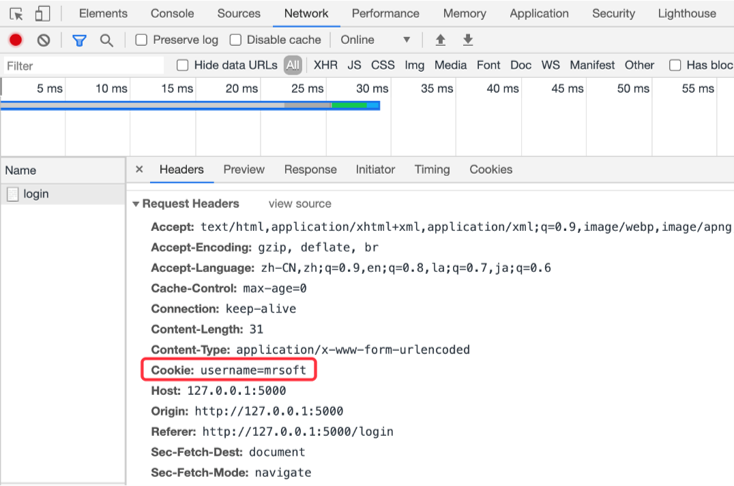 Elements Console Sources Network Performance Memory Application Security Lighthouse
Preserve log Disable cache Online
Filter Hide data URLs All XHR JS CSS Img Media Font Doc WS Manifest Other Has bloc
5 ms 10 ms 15 ms 20 ms 25 ms 30 ms 35 ms 40 ms 45 ms 50 ms 55 ms
Name × Headers Preview Response Initiator Timing Cookies
login
Request Headers view source
Accept: text/html,application/xhtml+xml,application/xml;q=0.9,image/webp,image/apng
Accept-Encoding: gzip, deflate, br
Accept-Language: zh-CN,zh;q=0.9,en;q=0.8,la;q=0.7,ja;q=0.6
Cache-Control: max-age=0
Connection: keep-alive
Content-Length: 31
Content-Type: application/x-www-form-urlencoded
Cookie: username=mrsoft
Host: 127.0.0.1:5000
Origin: http://127.0.0.1:5000
Referer: http://127.0.0.1:5000/login
Sec-Fetch-Dest: document
Sec-Fetch-Mode: navigate